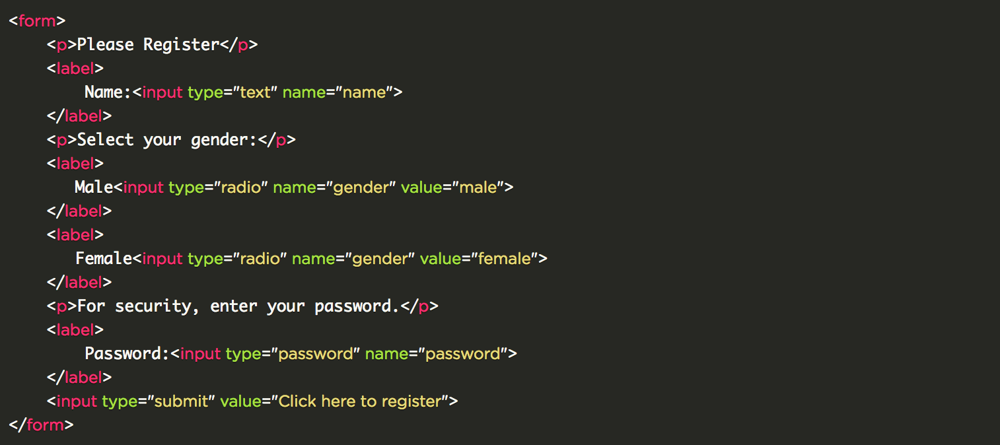 <form>
    <p>Please Register</p>
    <label>
        Name:<input type="text" name="name">
    </label>
    <p>Select your gender:</p>
    <label>
       Male<input type="radio" name="gender" value="male">
    </label>
    <label>
       Female<input type="radio" name="gender" value="female">
    </label>
    <p>For security, enter your password.</p>
    <label>
        Password:<input type="password" name="password">
    </label>
    <input type="submit" value="Click here to register">
</form>